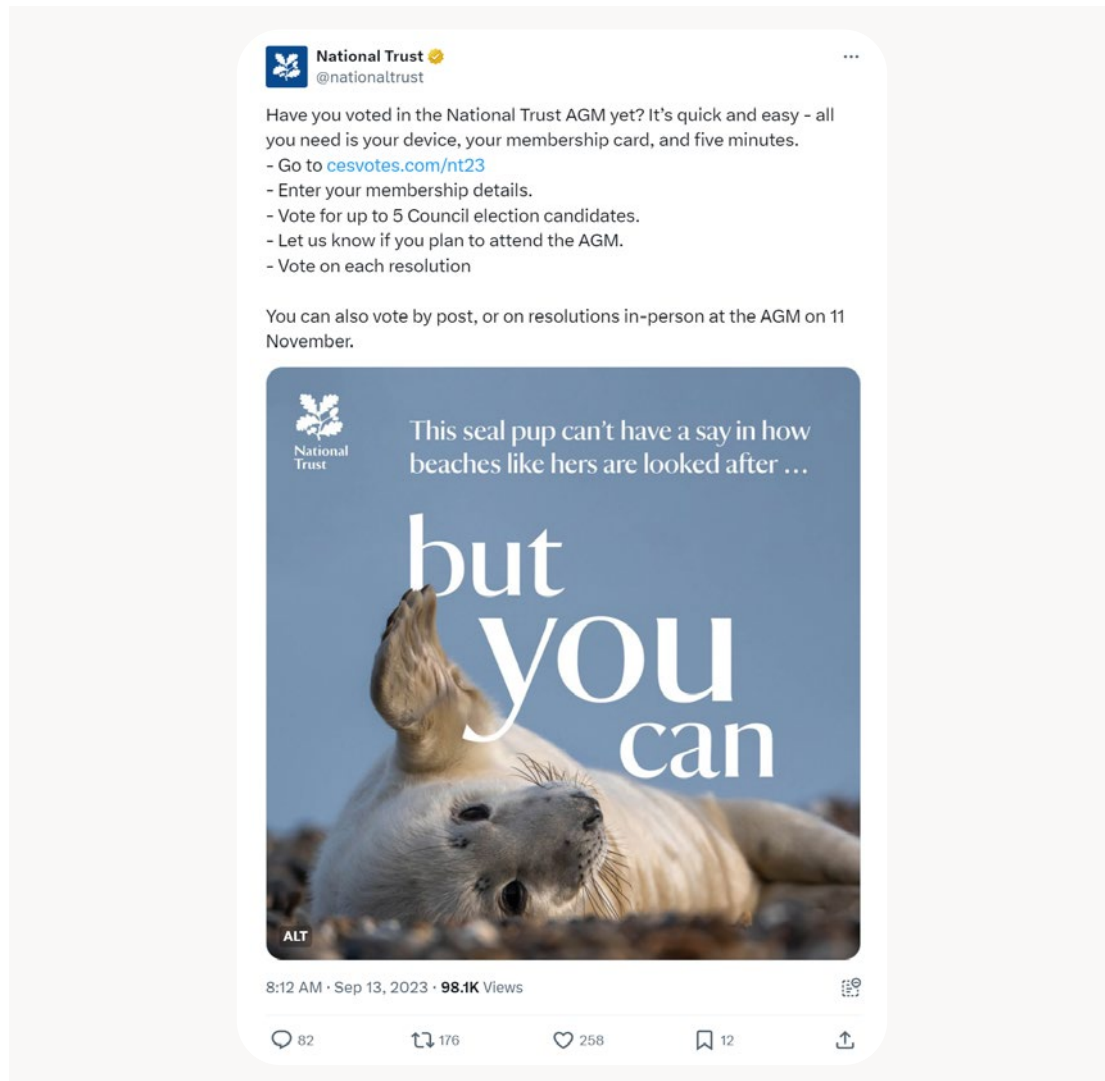 National Trust
@nationaltrust
Have you voted in the National Trust AGM yet? It’s quick and easy - all
you need is your device, your membership card, and five minutes.
- Go to cesvotes.com/nt23
- Enter your membership details.
- Vote for up to 5 Council election candidates.
- Let us know if you plan to attend the AGM.
- Vote on each resolution
You can also vote by post, or on resolutions in-person at the AGM on 11
November.
National
Trust
This seal pup can’t have a say in how
beaches like hers are looked after ...
but
you
can
ALT
8:12 AM · Sep 13, 2023 · 98.1K Views
82 176 258 12